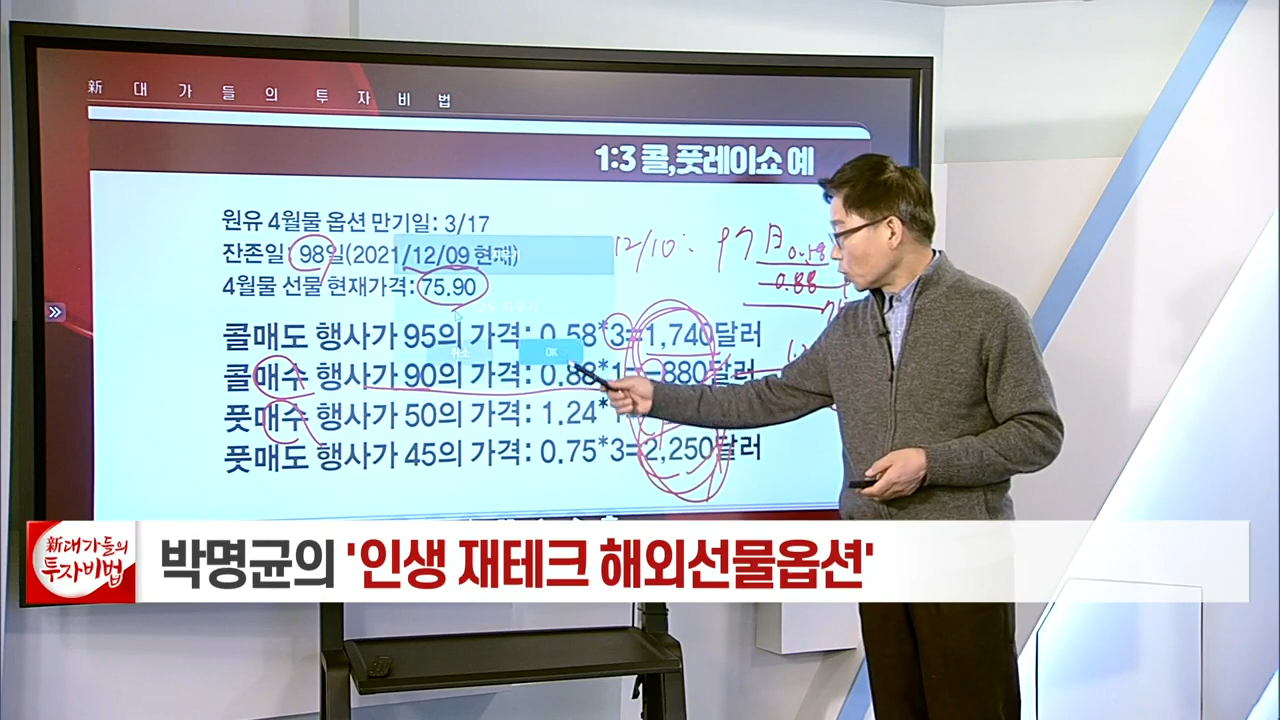 新 대 가 들 의 투 자 비 법
1:3 콜,풋레이쇼 예
원유 4월물 옵션 만기일: 3/17
잔존일: 98일(2021/12/09 현재)
4월물 선물 현재가격: 75.90
12/10: 97일
0.58
0.88
콜매도 행사가 95의 가격: 0.58*3=1,740달러
콜매수 행사가 90의 가격: 0.88*1=-880달러
풋매수 행사가 50의 가격: 1.24*
풋매도 행사가 45의 가격: 0.75*3=2,250달러
취소 OK
新대가들의
투자비법
박명균의 '인생 재테크 해외선물옵션'